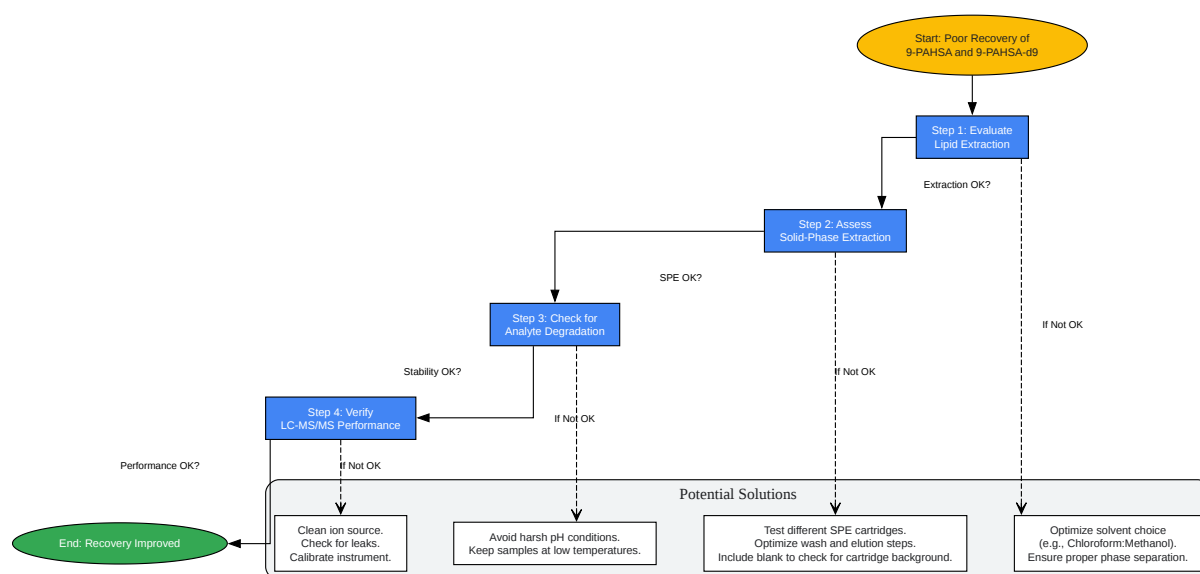 Start: Poor Recovery of
9-PAHSA and 9-PAHSA-d9
Step 1: Evaluate
Lipid Extraction
Extraction OK?
Step 2: Assess
Solid-Phase Extraction
SPE OK?
Step 3: Check for
Analyte Degradation
If Not OK
Stability OK?
If Not OK
Step 4: Verify
LC-MS/MS Performance
If Not OK
Performance OK?
If Not OK
Potential Solutions
End: Recovery Improved
Clean ion source.
Check for leaks.
Calibrate instrument.
Avoid harsh pH conditions.
Keep samples at low temperatures.
Test different SPE cartridges.
Optimize wash and elution steps.
Include blank to check for cartridge background.
Optimize solvent choice
(e.g., Chloroform:Methanol).
Ensure proper phase separation.